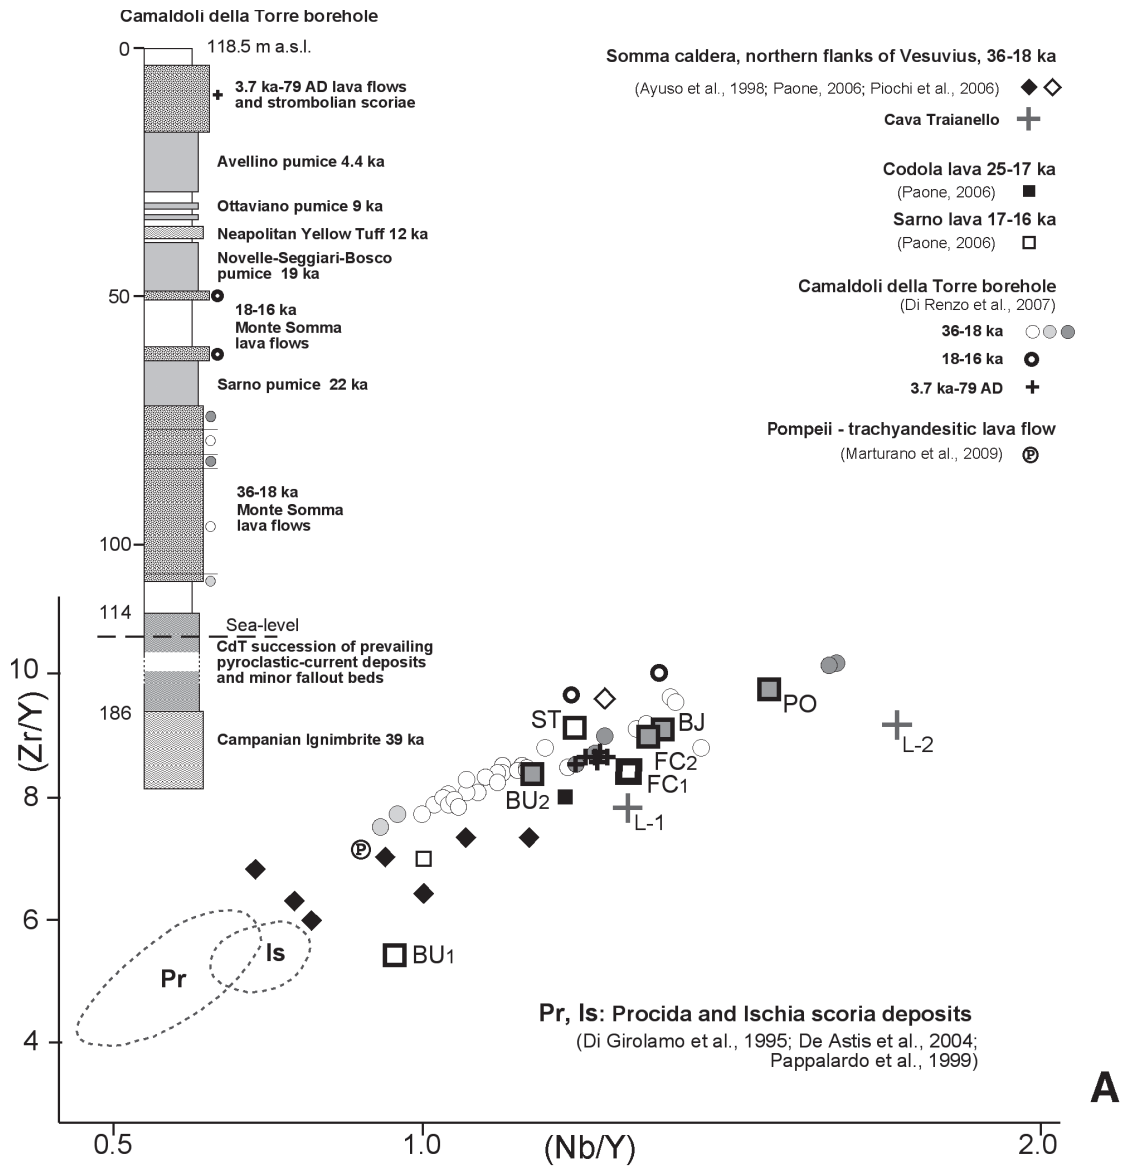 Camaldoli della Torre borehole
0
118.5 m a.s.l.
3.7 ka-79 AD lava flows
and strombolian scoriae
Avellino pumice 4.4 ka
Ottaviano pumice 9 ka
Neapolitan Yellow Tuff 12 ka
Novelle-Seggiari-Bosco
pumice 19 ka
50
18-16 ka
Monte Somma
lava flows
Sarno pumice 22 ka
36-18 ka
Monte Somma
lava flows
100
114
Sea-level
CdT succession of prevailing
pyroclastic-current deposits
and minor fallout beds
186
Campanian Ignimbrite 39 ka
Somma caldera, northern flanks of Vesuvius, 36-18 ka
(Ayuso et al., 1998; Paone, 2006; Piochi et al., 2006)
Cava Traianello
Codola lava 25-17 ka
(Paone, 2006)
Sarno lava 17-16 ka
(Paone, 2006)
Camaldoli della Torre borehole
(Di Renzo et al., 2007)
36-18 ka
18-16 ka
3.7 ka-79 AD
Pompeii - trachyandesitic lava flow
(Marturano et al., 2009)
P
10
8
6
4
(Zr/Y)
PO
ST
BJ
L-2
FC2
FC1
BU2
L-1
P
BU1
Is
Pr
Pr, Is: Procida and Ischia scoria deposits
(Di Girolamo et al., 1995; De Astis et al., 2004;
Pappalardo et al., 1999)
A
0.5
1.0
(Nb/Y)
2.0